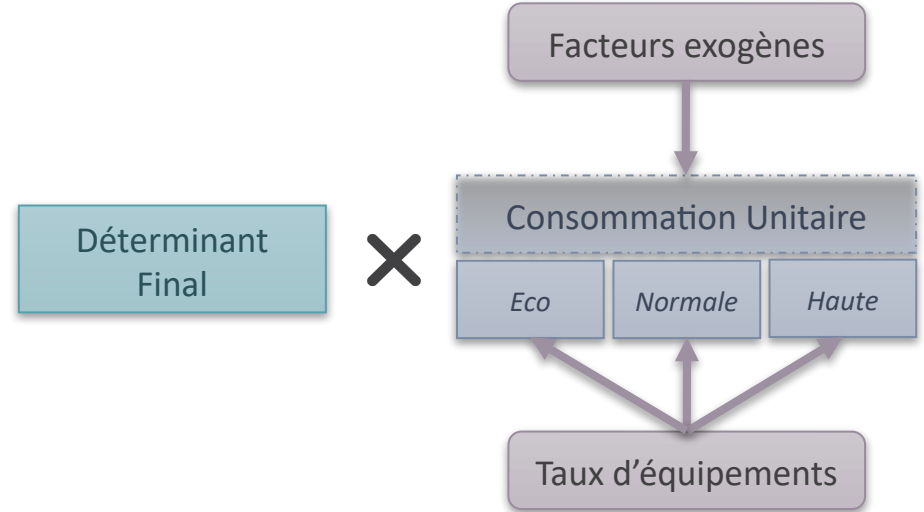 Facteurs exogènes
Consommation Unitaire
Déterminant
Final
Eco
Normale
Haute
Taux d’équipements